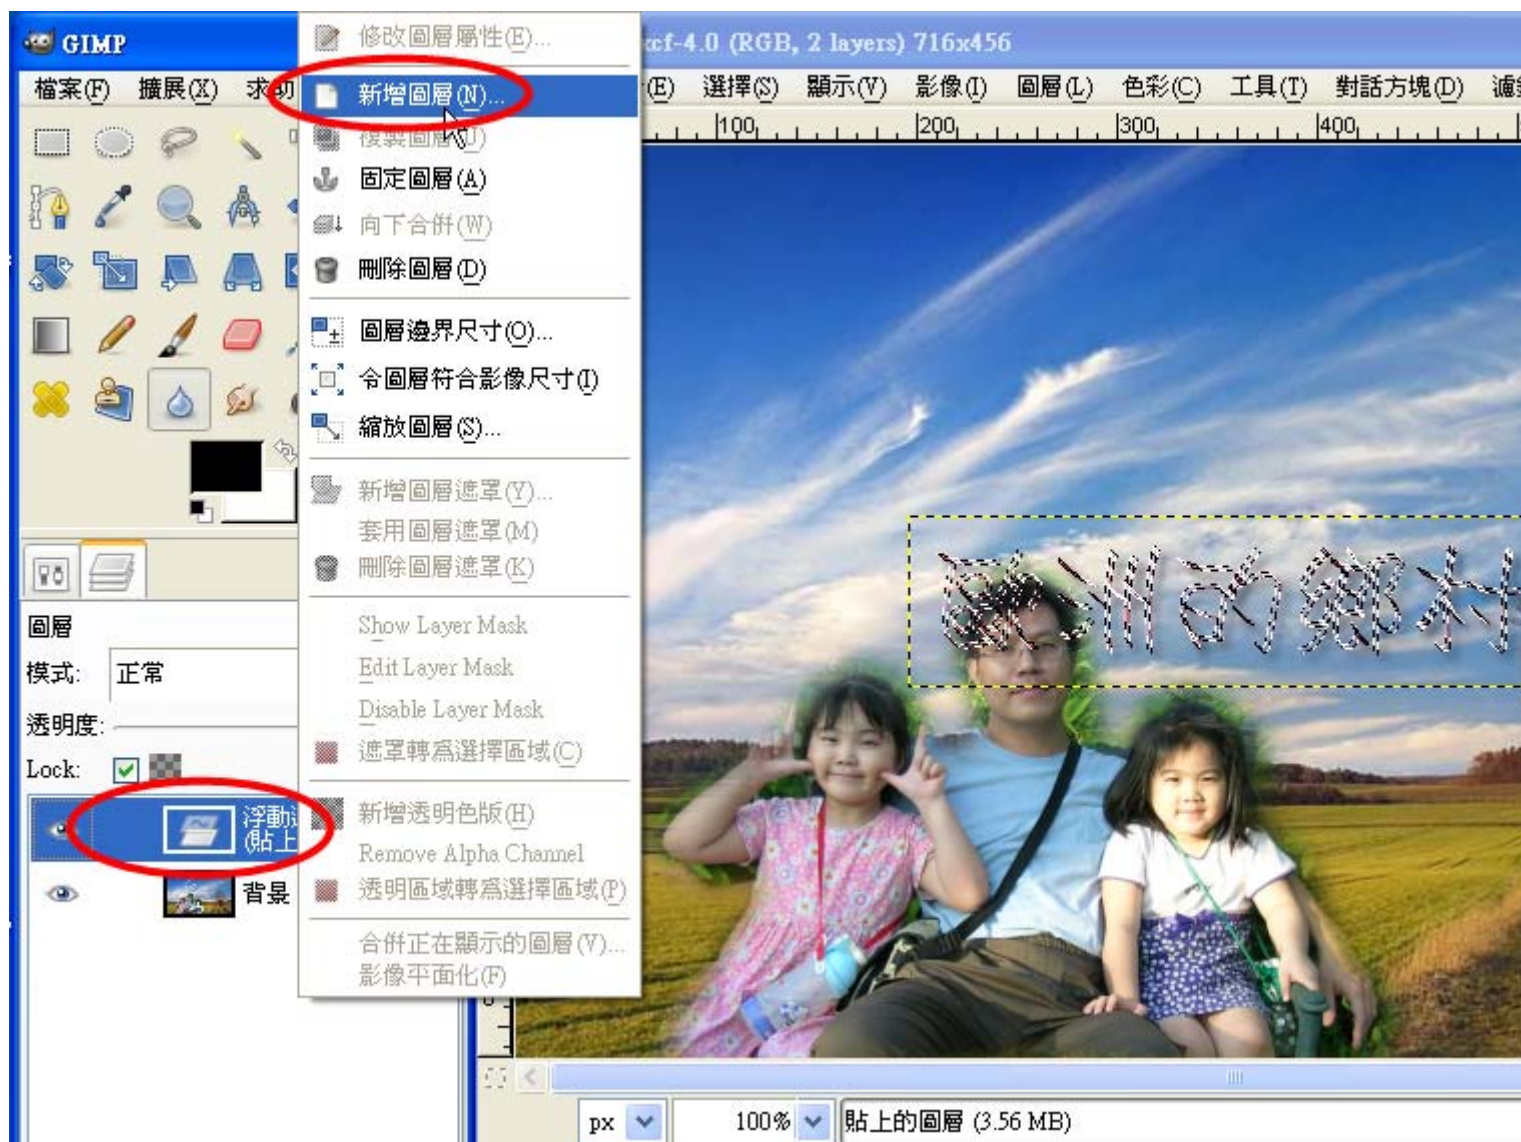 GIMP
檔案(F) 擴展(X) 求助
修改圖層屬性(E)...
新增圖層(N)...
固定圖層(A)
向下合併(W)
刪除圖層(D)
圖層邊界尺寸(O)...
令圖層符合影像尺寸(I)
縮放圖層(S)...
新增圖層遮罩(Y)...
套用圖層遮罩(M)
刪除圖層遮罩(K)
Show Layer Mask
Edit Layer Mask
Disable Layer Mask
遮罩轉為選擇區域(C)
新增透明色版(H)
Remove Alpha Channel
透明區域轉為選擇區域(P)
合併正在顯示的圖層(V)...
影像平面化(F)
圖層
模式: 正常
透明度:
Lock:
浮動
(貼上
背景
xcf-4.0 (RGB, 2 layers) 716x456
(E) 選擇(S) 顯示(V) 影像(I) 圖層(L) 色彩(C) 工具(T) 對話方塊(D)
100 200 300 400
歐洲的鄉村
px 100% 貼上的圖層 (3.56 MB)